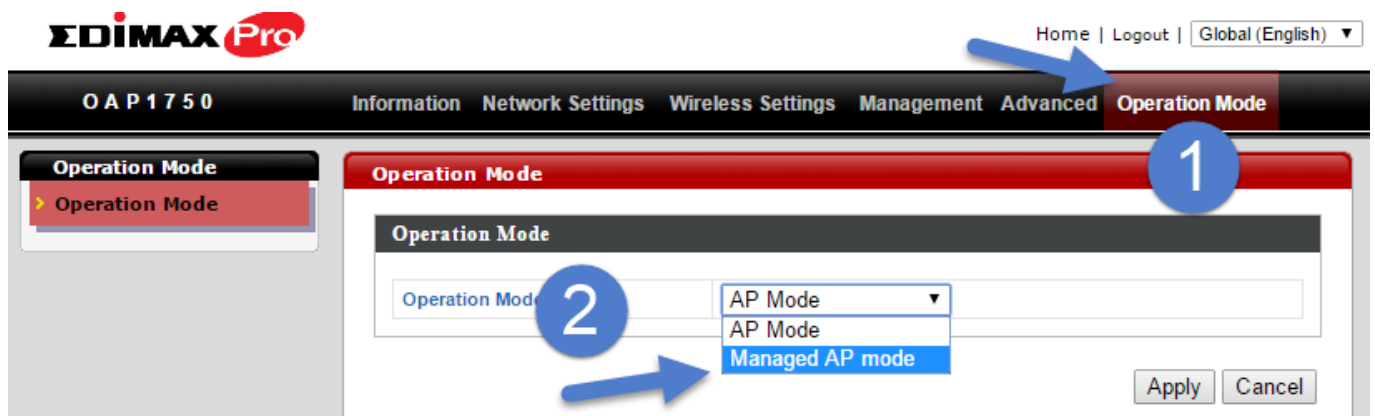 EDIMAX Pro
Home | Logout | Global (English) ▼
OAP1750 Information Network Settings Wireless Settings Management Advanced Operation Mode
1
Operation Mode
> Operation Mode
Operation Mode
Operation Mode
Operation Mode 2 AP Mode ▼
AP Mode
Managed AP mode
Apply Cancel